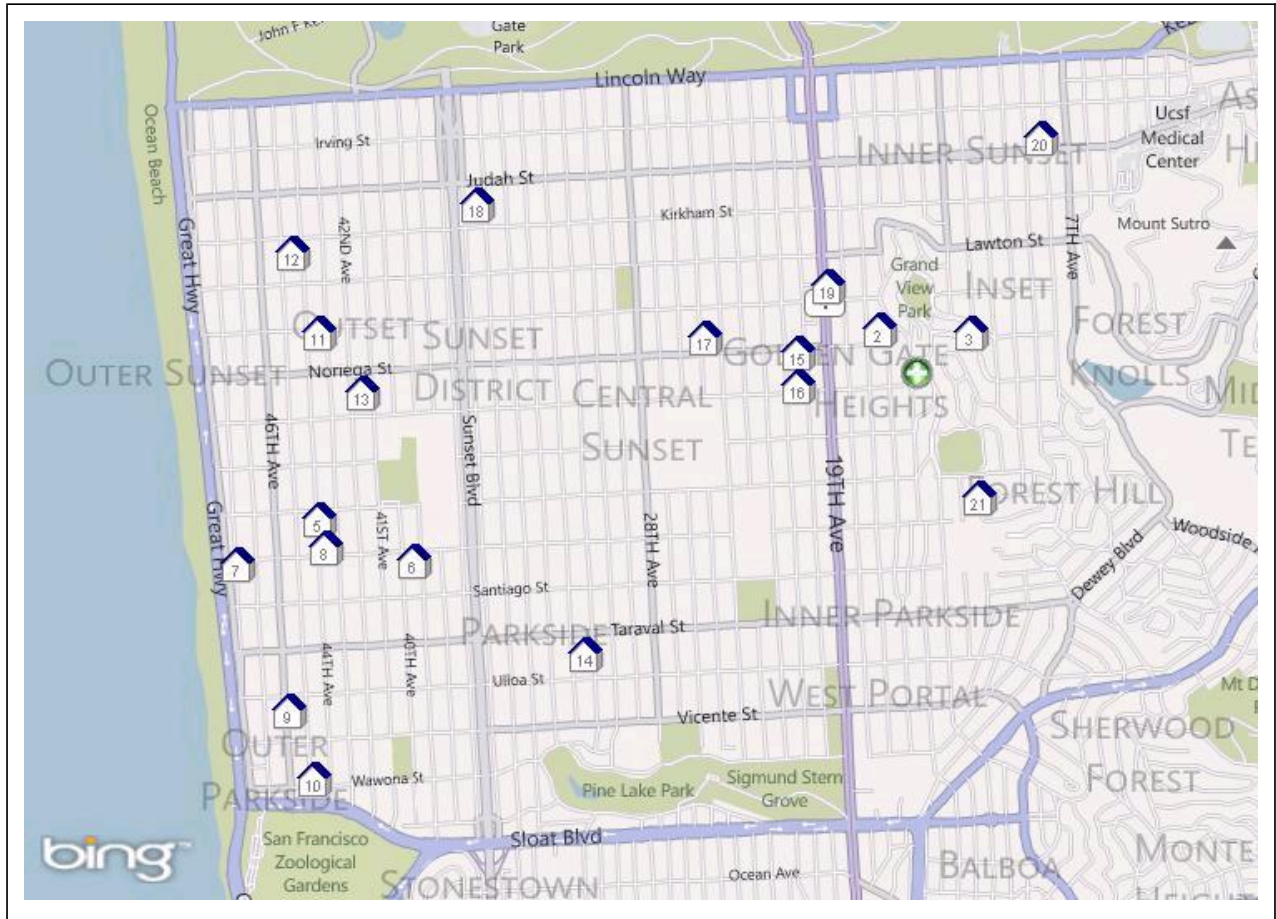 Gate
Park
Lincoln Way
Irving St
Ucsf
Medical
Center
20
INNER SUNSET
Ocean Beach
Judah St
18
Kirkham St
42ND Ave
Great Hwy
7TH Ave
Mount Sutro
12
Lawton St
Grand
View
Park
19
INSET
OUTSET
11
SUNSET
17
2
3
FOREST
KNOLLS
15
GOLDEN GATE
HEIGHTS
OUTER SUNSET
Noriega St
13
DISTRICT
CENTRAL
SUNSET
16
46TH Ave
Sunset Blvd
19TH Ave
FOREST HILL
21
5
8
7
6
41ST Ave
28TH Ave
Great Hwy
Woodside
Dewey Blvd
Santiago St
INNER PARKSIDE
PARKSIDE
Taraval St
14
44TH Ave
40TH Ave
Ulloa St
WEST PORTAL
9
Vicente St
SHERWOOD
FOREST
OUTER
PARKSIDE
10
Wawona St
Pine Lake Park
Sigmund Stern
Grove
bing
San Francisco
Zoological
Gardens
Sloat Blvd
STONESTOWN
Ocean Ave
BALBOA
MONTE